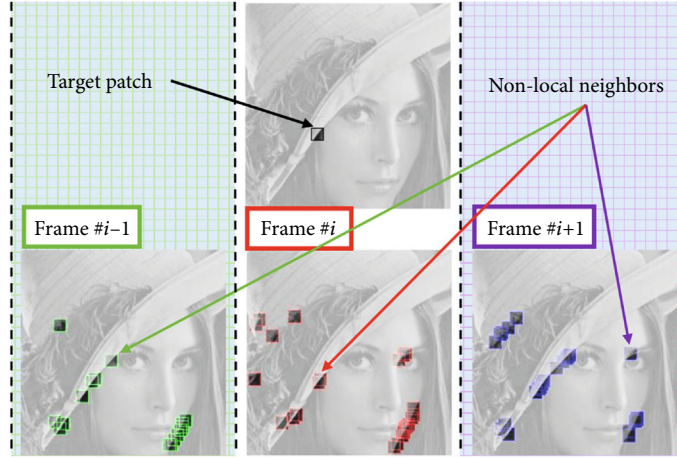 Target patch
Non-local neighbors
Frame #i–1
Frame #i
Frame #i+1